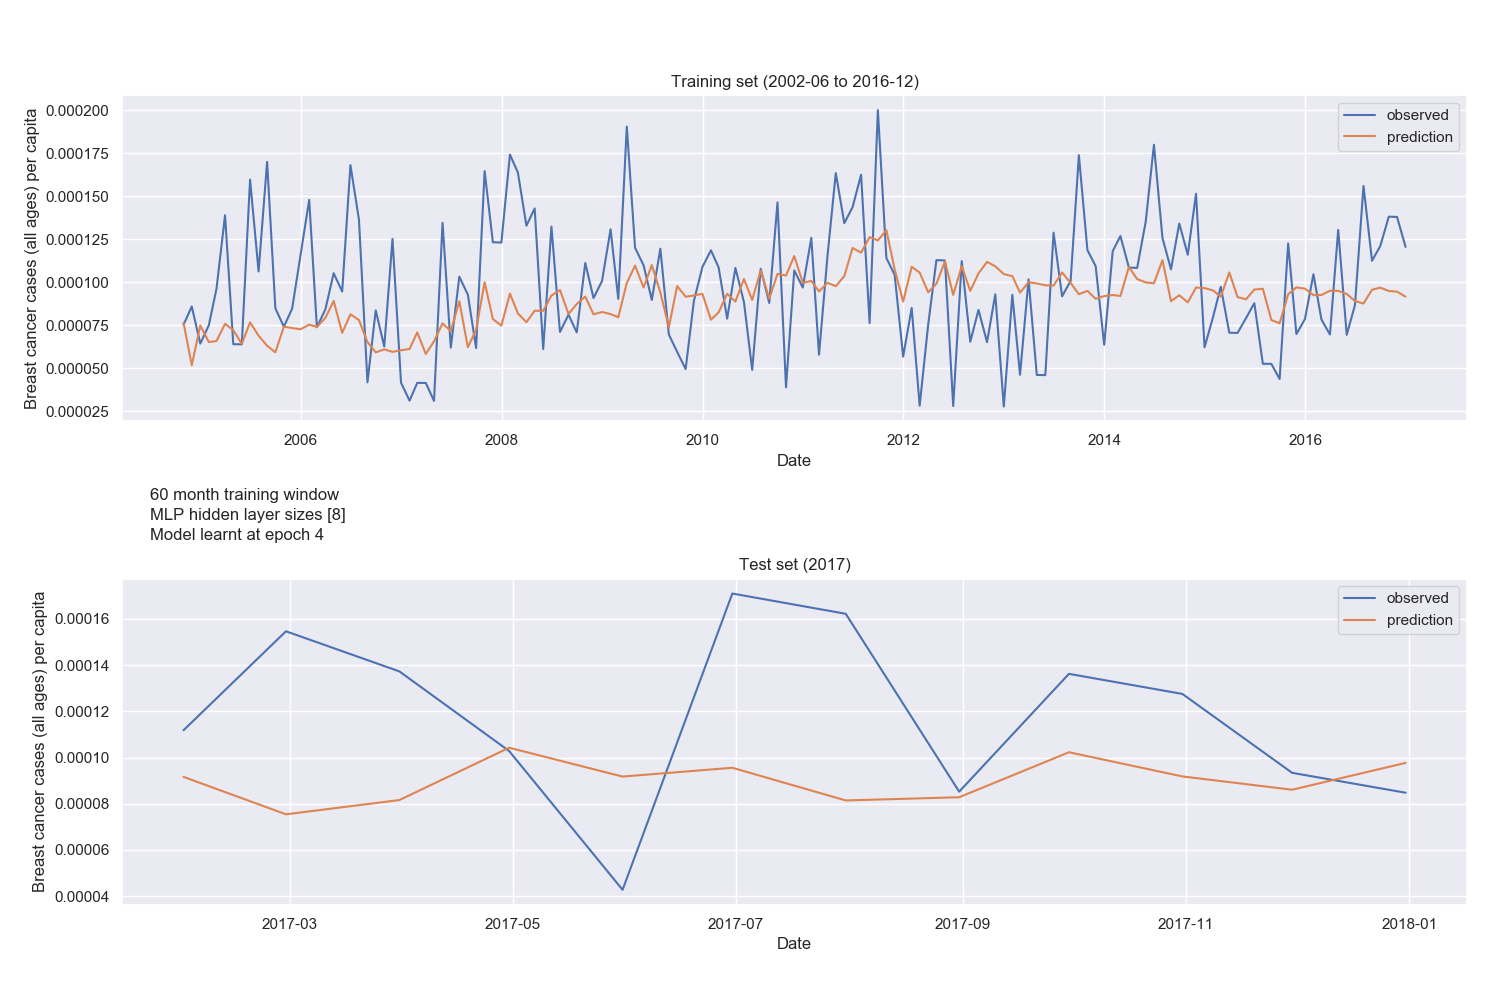 Training set (2002-06 to 2016-12)
Breast cancer cases (all ages) per capita
0.000200
0.000175
0.000150
0.000125
0.000100
0.000075
0.000050
0.000025
observed
prediction
2006 2008 2010 2012 2014 2016
Date
60 month training window
MLP hidden layer sizes [8]
Model learnt at epoch 4
Test set (2017)
Breast cancer cases (all ages) per capita
0.00016
0.00014
0.00012
0.00010
0.00008
0.00006
0.00004
observed
prediction
2017-03 2017-05 2017-07 2017-09 2017-11 2018-01
Date